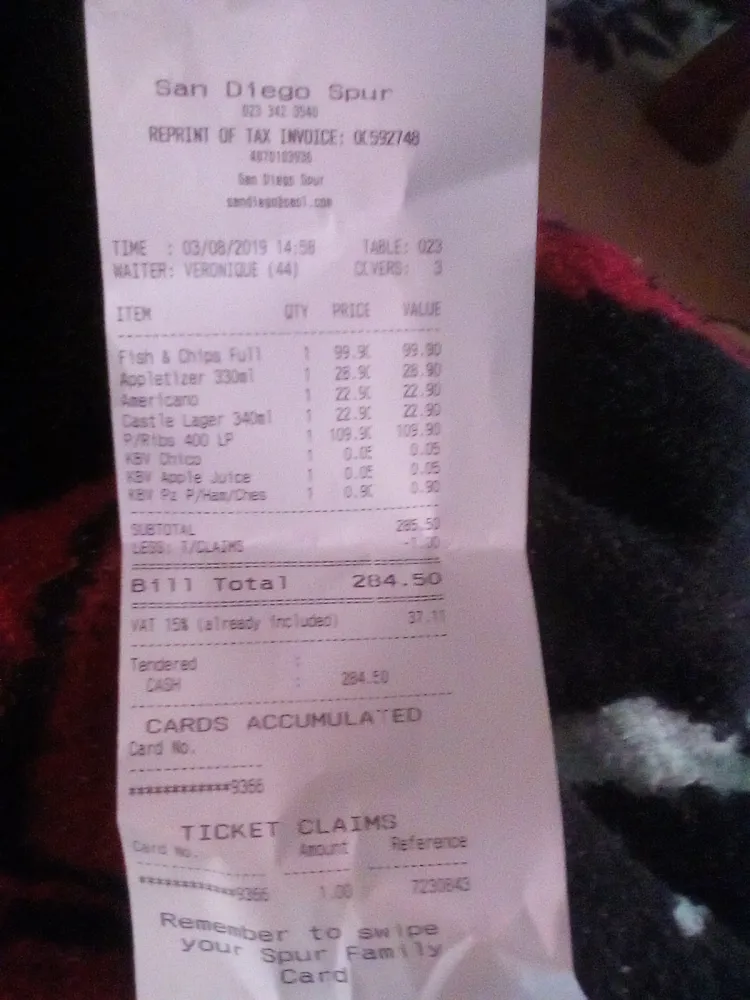 San Diego Spur
023 342 3540
REPRINT OF TAX INVOICE: 0C592748
4870103936
San Diego Spur
TIME : 03/08/2019 14:58 TABLE: 023
WAITER: VERONIQUE (44) COVERS: 3
ITEM QTY PRICE VALUE
Fish & Chips Full 1 99.90 99.90
Appletizer 330ml 1 28.90 28.90
Americano 1 22.90 22.90
Castle Lager 340ml 1 22.90 22.90
P/Ribs 400 LP 1 109.90 109.90
KBV Chico 1 0.05 0.05
KBV Apple Juice 1 0.05 0.05
KBV Pz P/Ham/Ches 1 0.90 0.90
SUBTOTAL 285.50
LESS: T/CLAIMS -1.00
Bill Total 284.50
VAT 15% (already included) 37.11
Tendered :
CASH : 284.50
CARDS ACCUMULATED
Card No.
************9366
TICKET CLAIMS
Card No. Amount Reference
************9366 1.00 7230843
Remember to swipe
your Spur Family
Card